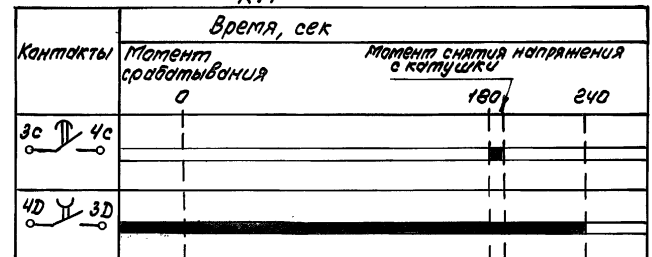 Время, сек
Контакты
Момент срабатывания
Момент снятия напряжения
с катушки
0
180
240
3С 4С
4D 3D